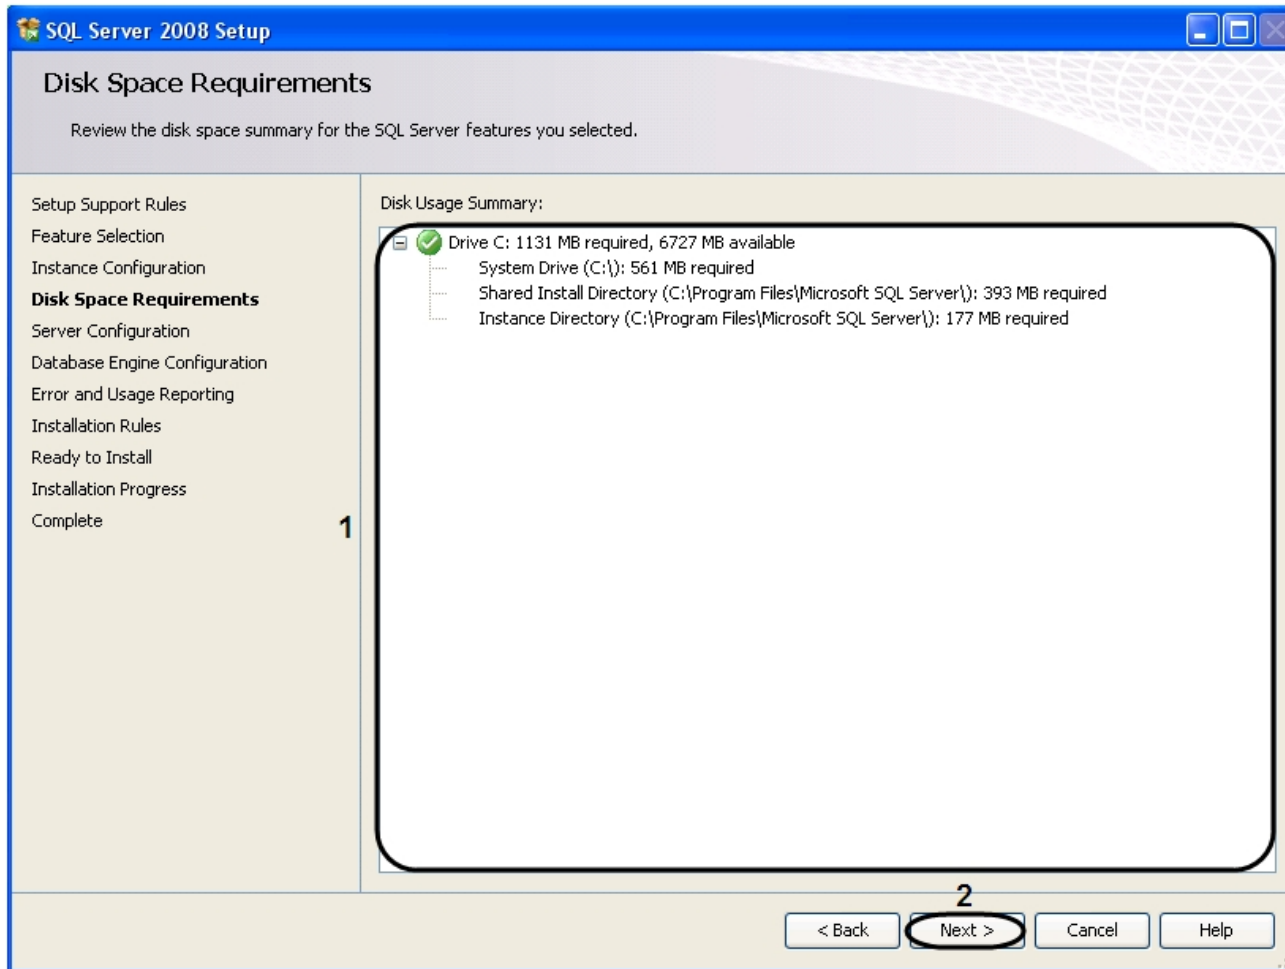 SQL Server 2008 Setup
Disk Space Requirements
Review the disk space summary for the SQL Server features you selected.
Setup Support Rules
Feature Selection
Instance Configuration
Disk Space Requirements
Server Configuration
Database Engine Configuration
Error and Usage Reporting
Installation Rules
Ready to Install
Installation Progress
Complete
1
Disk Usage Summary:
Drive C: 1131 MB required, 6727 MB available
System Drive (C:\): 561 MB required
Shared Install Directory (C:\Program Files\Microsoft SQL Server\): 393 MB required
Instance Directory (C:\Program Files\Microsoft SQL Server\): 177 MB required
2
< Back
Next >
Cancel
Help